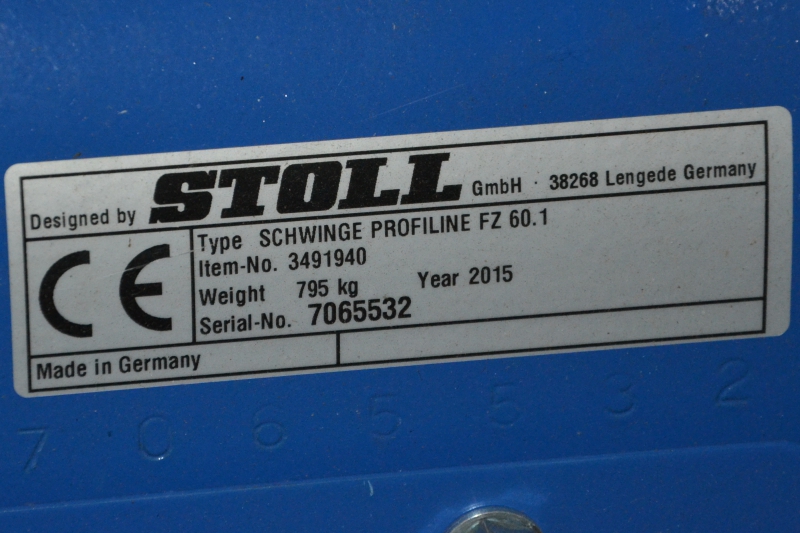 Designed by STOLL GmbH · 38268 Lengede Germany
CE
Type SCHWINGE PROFILINE FZ 60.1
Item-No. 3491940
Weight 795 kg Year 2015
Serial-No. 7065532
Made in Germany
7065532